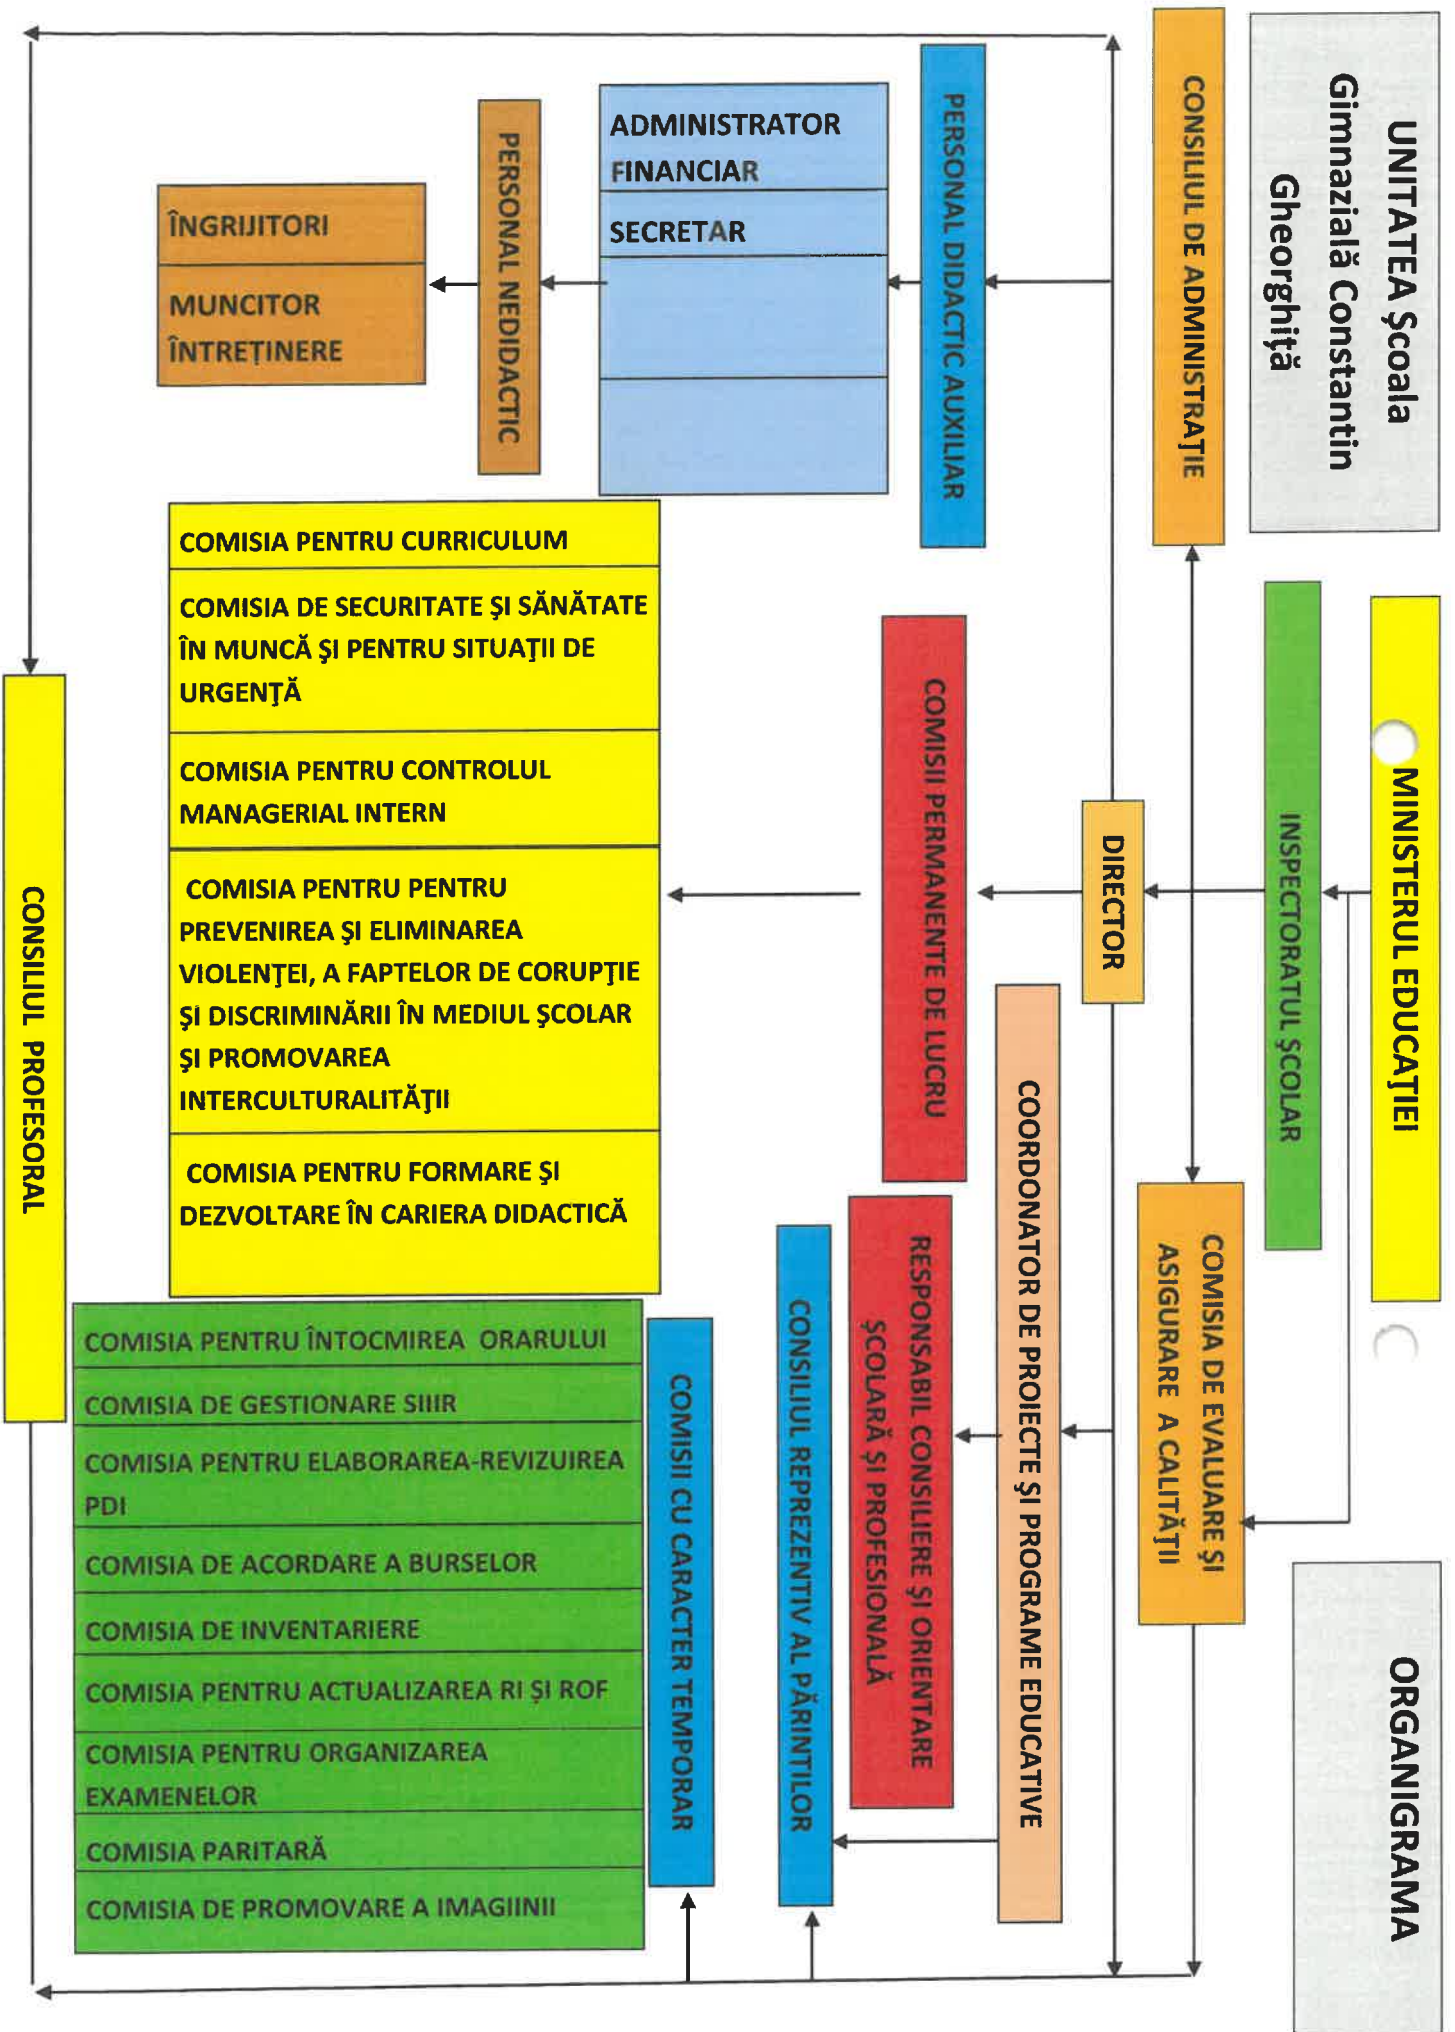 UNITATEA Şcoala
Gimnazială Constantin
Gheorghiţă
MINISTERUL EDUCAŢIEI
ORGANIGRAMA
INSPECTORATUL ŞCOLAR
CONSILIUL DE ADMINISTRAŢIE
COMISIA DE EVALUARE ŞI
ASIGURARE A CALITĂŢII
DIRECTOR
COORDONATOR DE PROIECTE ŞI PROGRAME EDUCATIVE
PERSONAL DIDACTIC AUXILIAR
COMISII PERMANENTE DE LUCRU
RESPONSABIL CONSILIERE ŞI ORIENTARE
ŞCOLARĂ ŞI PROFESIONALĂ
CONSILIUL REPREZENTIV AL PĂRINTILOR
ADMINISTRATOR
FINANCIAR
SECRETAR
PERSONAL NEDIDACTIC
ÎNGRIJITORI
MUNCITOR
ÎNTREȚINERE
COMISIA PENTRU CURRICULUM
COMISIA DE SECURITATE ŞI SĂNĂTATE
ÎN MUNCĂ ŞI PENTRU SITUAŢII DE
URGENŢĂ
COMISIA PENTRU CONTROLUL
MANAGERIAL INTERN
COMISIA PENTRU PENTRU
PREVENIREA ŞI ELIMINAREA
VIOLENŢEI, A FAPTELOR DE CORUPŢIE
ŞI DISCRIMINĂRII ÎN MEDIUL ŞCOLAR
ŞI PROMOVAREA
INTERCULTURALITĂŢII
COMISIA PENTRU FORMARE ŞI
DEZVOLTARE ÎN CARIERA DIDACTICĂ
COMISII CU CARACTER TEMPORAR
COMISIA PENTRU ÎNTOCMIREA ORARULUI
COMISIA DE GESTIONARE SIIIR
COMISIA PENTRU ELABORAREA-REVIZUIREA
PDI
COMISIA DE ACORDARE A BURSELOR
COMISIA DE INVENTARIERE
COMISIA PENTRU ACTUALIZAREA RI ȘI ROF
COMISIA PENTRU ORGANIZAREA
EXAMENELOR
COMISIA PARITARĂ
COMISIA DE PROMOVARE A IMAGIINII
CONSILIUL PROFESORAL